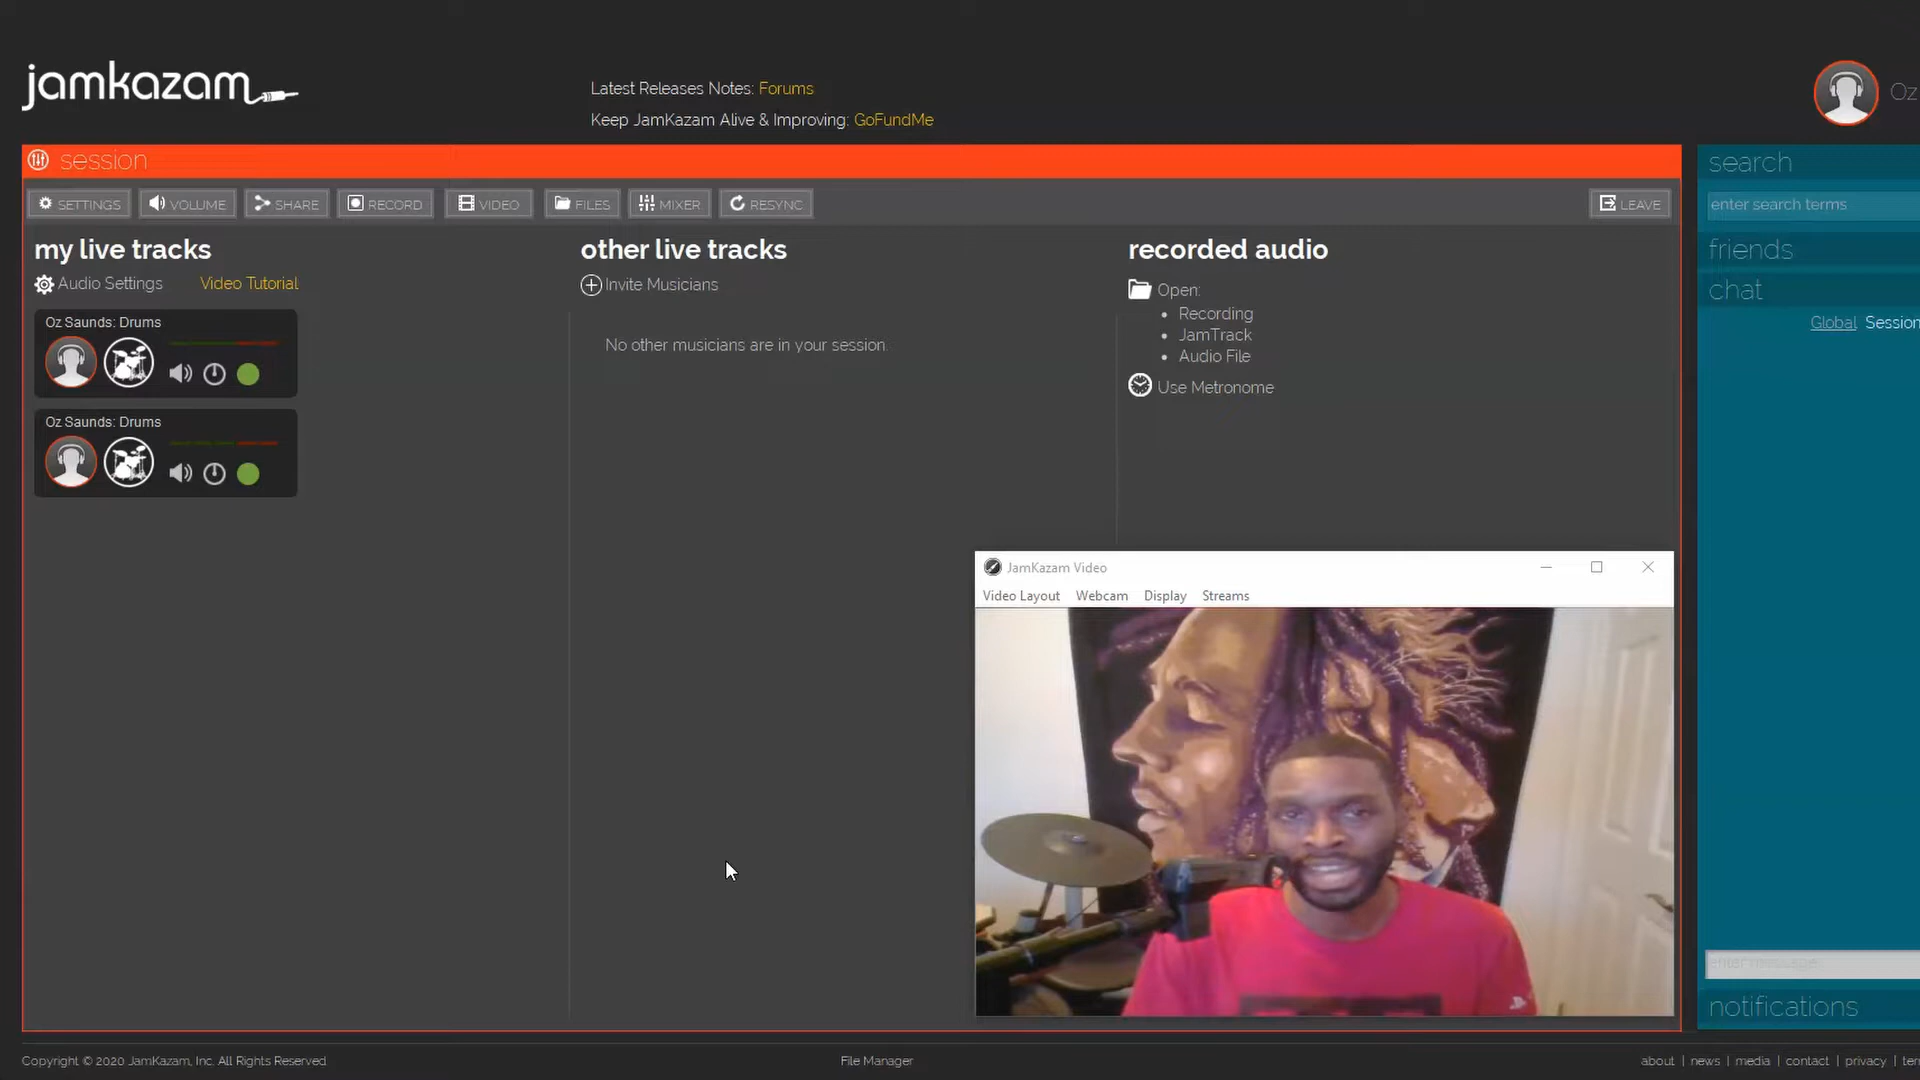 jamkazam
Latest Releases Notes: Forums
Keep JamKazam Alive & Improving: GoFundMe
Oz
session
SETTINGS
VOLUME
SHARE
RECORD
VIDEO
FILES
MIXER
RESYNC
LEAVE
my live tracks
Audio Settings
Video Tutorial
Oz Saunds: Drums
Oz Saunds: Drums
other live tracks
Invite Musicians
No other musicians are in your session.
recorded audio
Open:
• Recording
• JamTrack
• Audio File
Use Metronome
JamKazam Video
Video Layout Webcam Display Streams
search
enter search terms
friends
chat
Global Session
enter message
notifications
Copyright © 2020 JamKazam, Inc. All Rights Reserved
File Manager
about | news | media | contact | privacy |